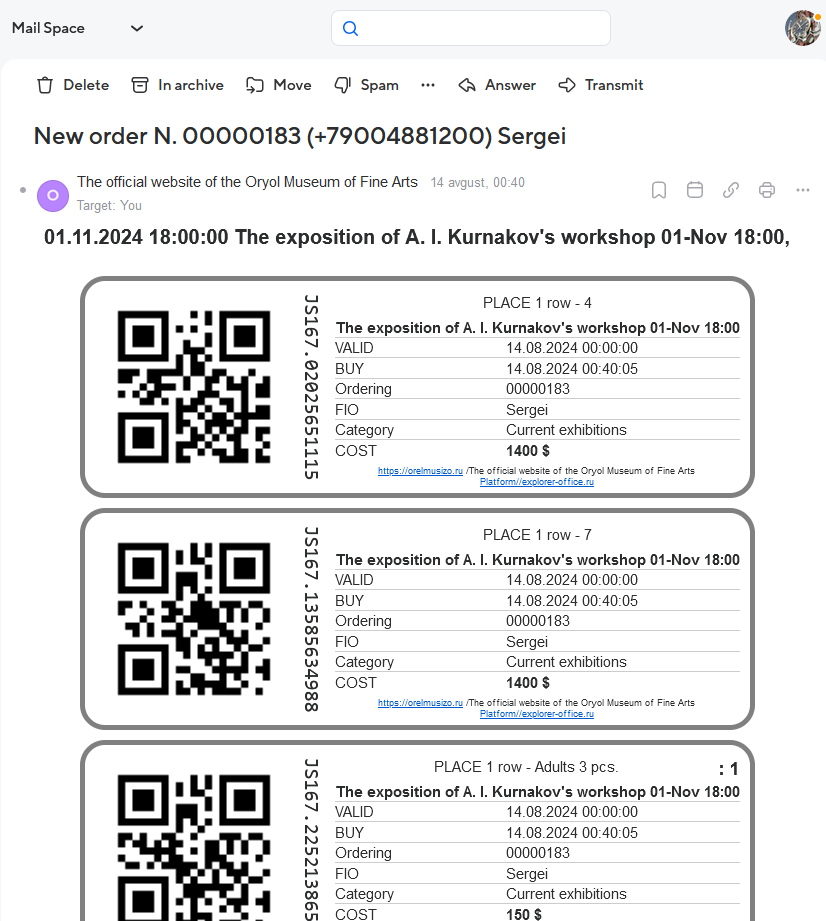 Mail Space
Delete
In archive
Move
Spam
Answer
Transmit
New order N. 00000183 (+79004881200) Sergei
O
The official website of the Oryol Museum of Fine Arts 14 avgust, 00:40
Target: You
01.11.2024 18:00:00 The exposition of A. I. Kurnakov's workshop 01-Nov 18:00,
JS167.02025651115
PLACE 1 row - 4
The exposition of A. I. Kurnakov's workshop 01-Nov 18:00
VALID 14.08.2024 00:00:00
BUY 14.08.2024 00:40:05
Ordering 00000183
FIO Sergei
Category Current exhibitions
COST 1400 $
https://orelmusizo.ru /The official website of the Oryol Museum of Fine Arts
Platform//explorer-office.ru
JS167.13585634988
PLACE 1 row - 7
The exposition of A. I. Kurnakov's workshop 01-Nov 18:00
VALID 14.08.2024 00:00:00
BUY 14.08.2024 00:40:05
Ordering 00000183
FIO Sergei
Category Current exhibitions
COST 1400 $
https://orelmusizo.ru /The official website of the Oryol Museum of Fine Arts
Platform//explorer-office.ru
JS167.225213865
PLACE 1 row - Adults 3 pcs. : 1
The exposition of A. I. Kurnakov's workshop 01-Nov 18:00
VALID 14.08.2024 00:00:00
BUY 14.08.2024 00:40:05
Ordering 00000183
FIO Sergei
Category Current exhibitions
COST 150 $